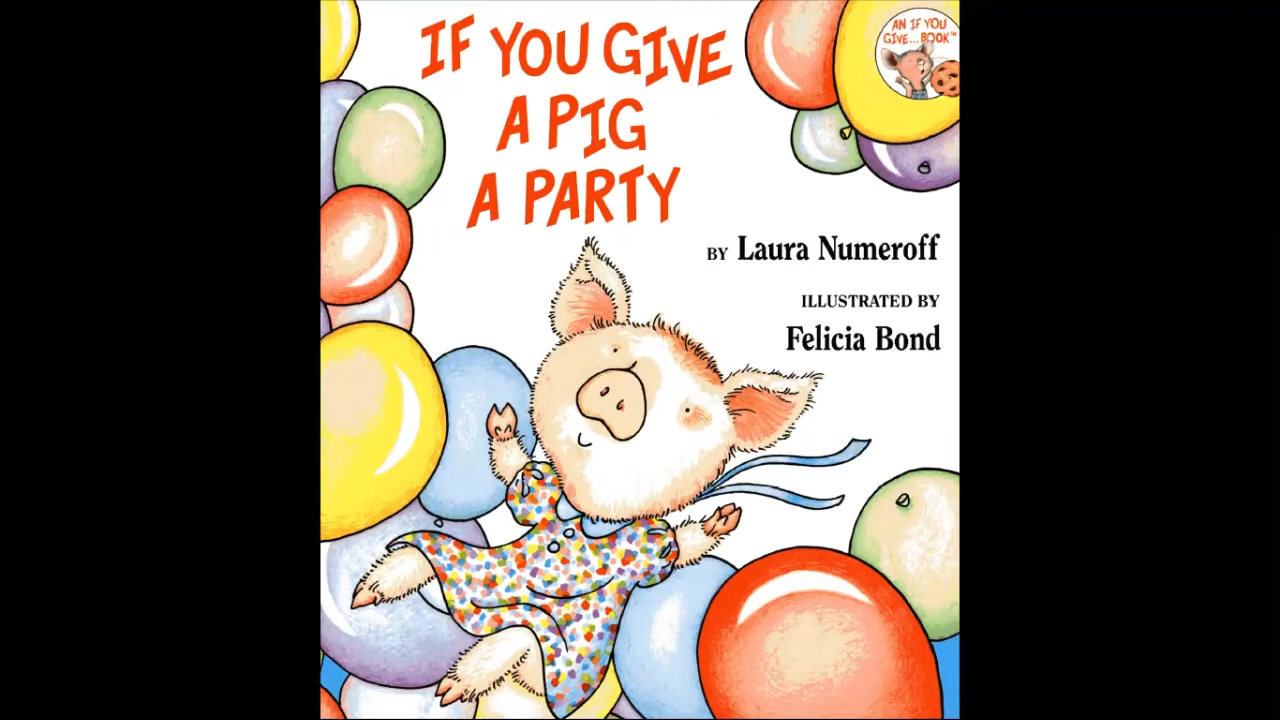 IF YOU GIVE
A PIG
A PARTY
AN IF YOU
GIVE...BOOK™
BY Laura Numeroff
ILLUSTRATED BY
Felicia Bond